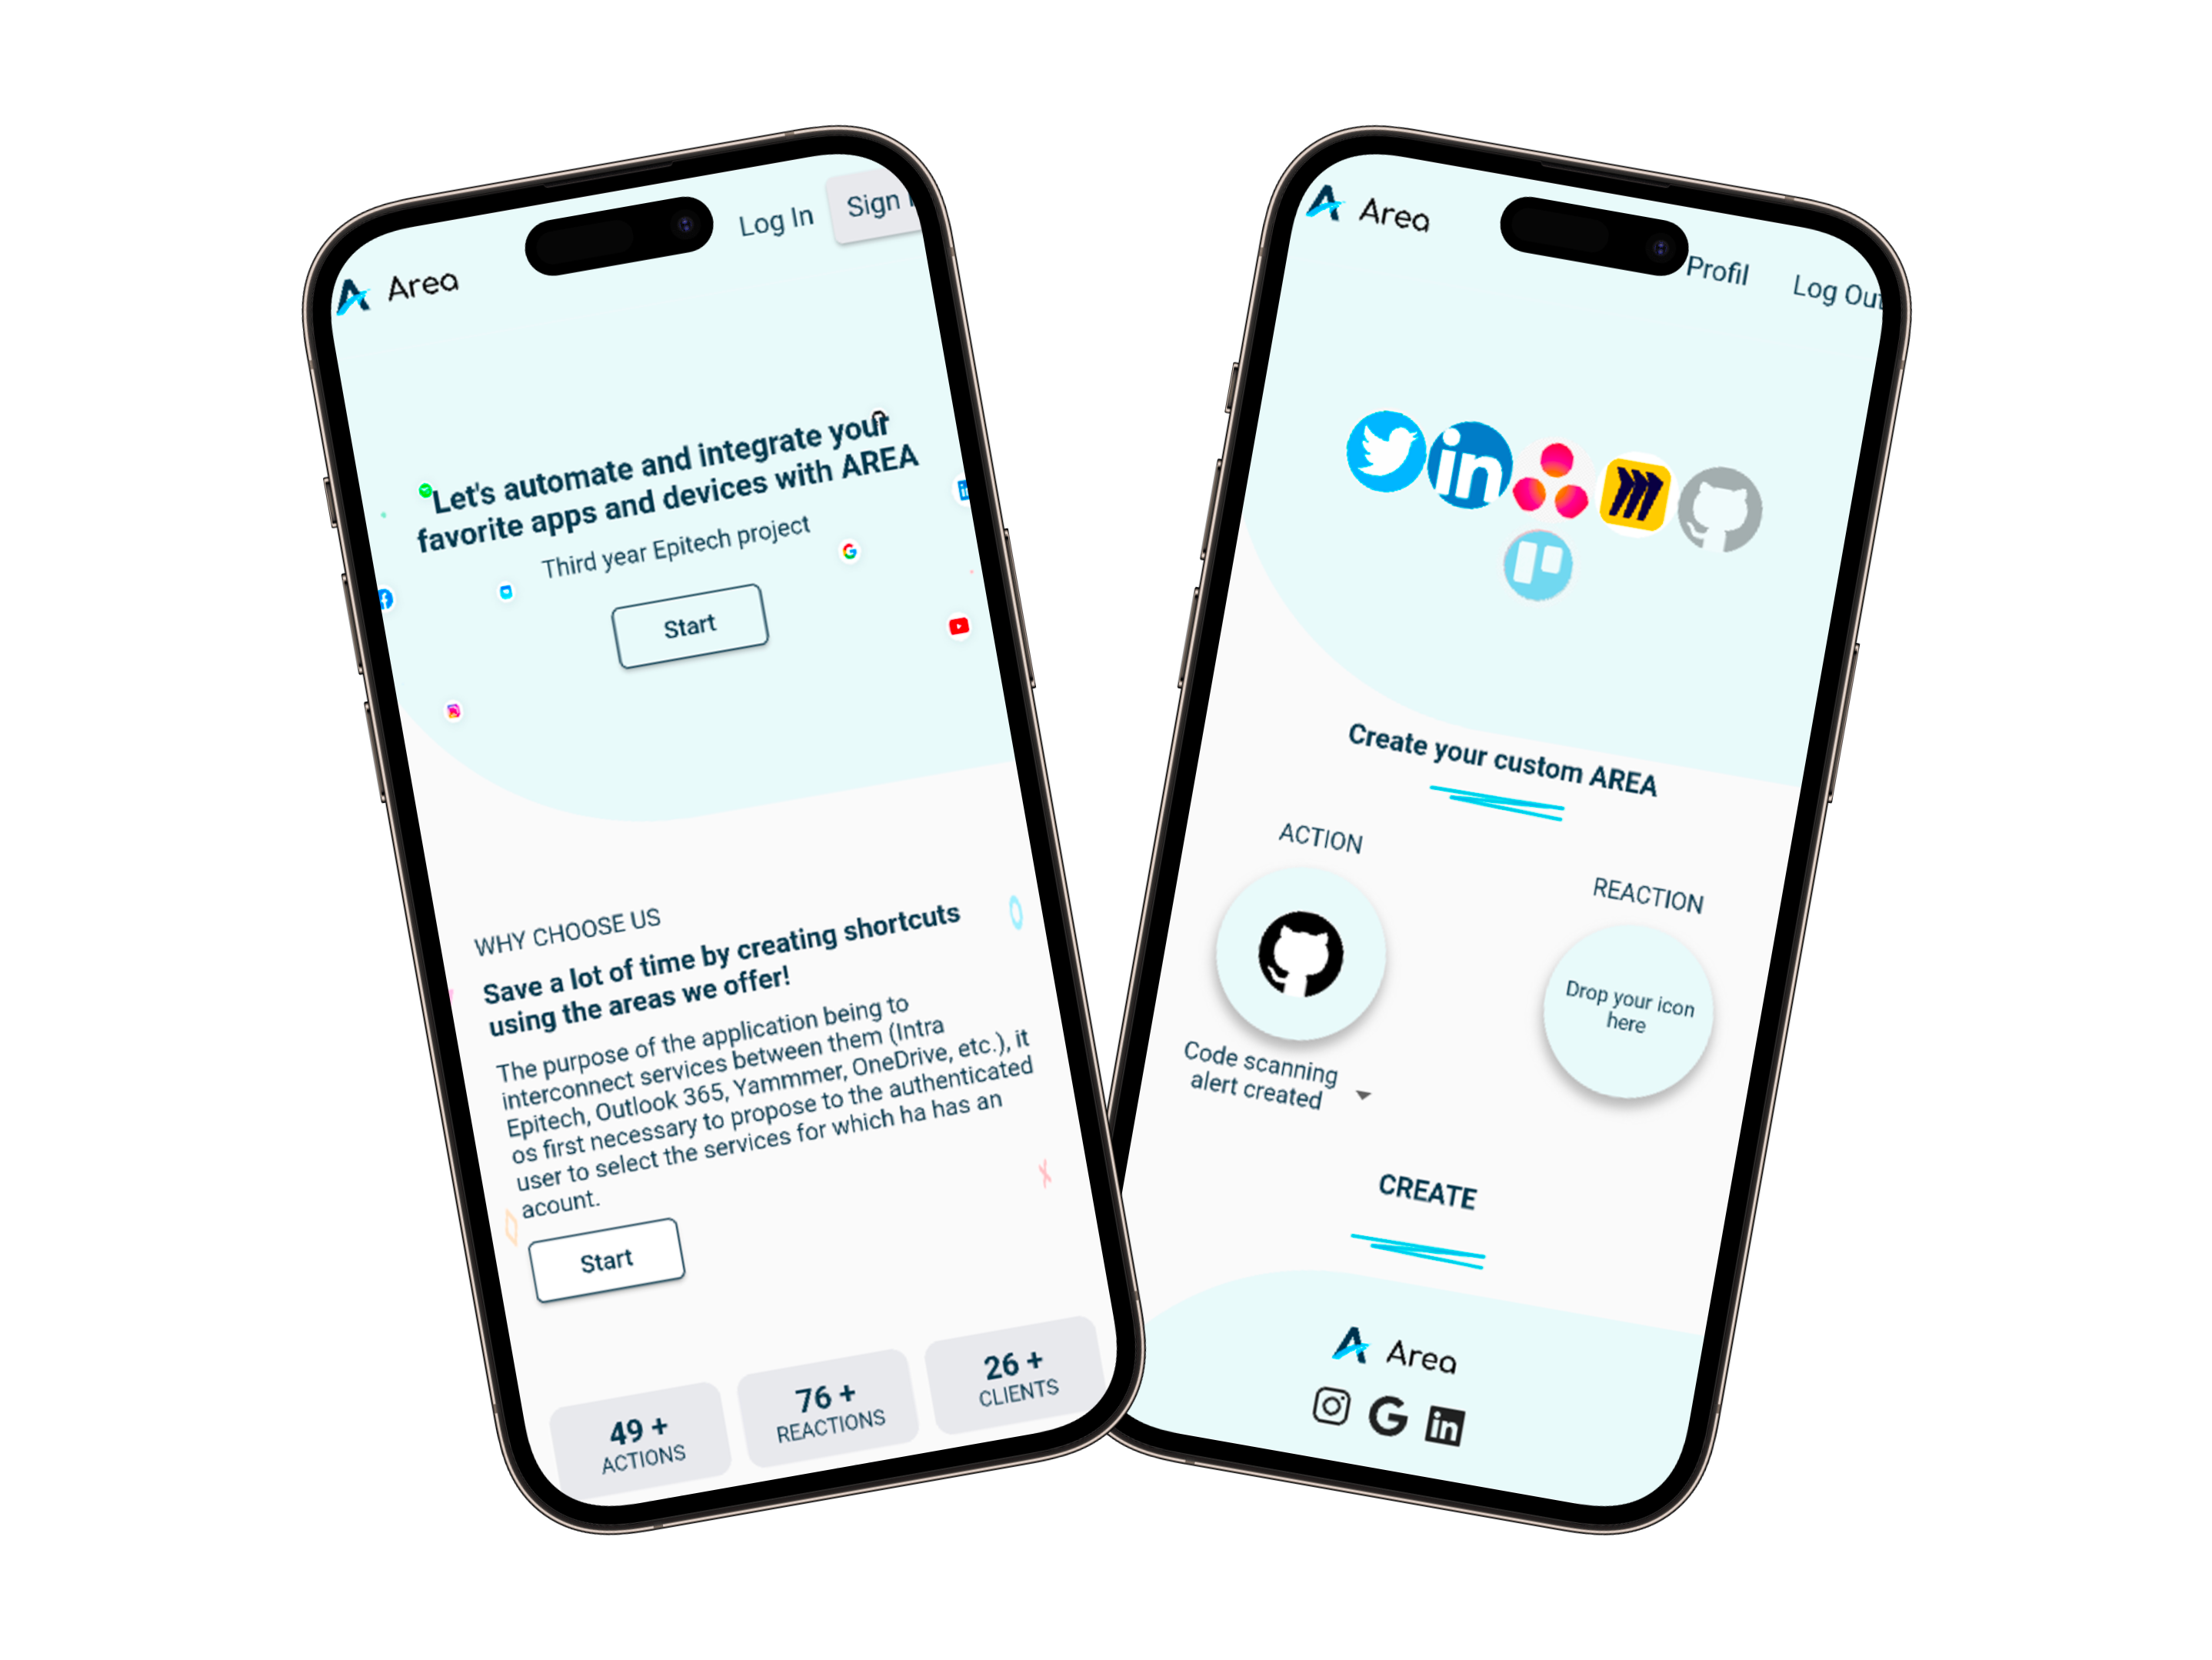 Log In
Sign
Area
Let's automate and integrate your
favorite apps and devices with AREA
Third year Epitech project
Start
WHY CHOOSE US
Save a lot of time by creating shortcuts
using the areas we offer!
The purpose of the application being to
interconnect services between them (Intra
Epitech, Outlook 365, Yammmer, OneDrive, etc.), it
os first necessary to propose to the authenticated
user to select the services for which ha has an
acount.
Start
49 +
ACTIONS
76 +
REACTIONS
26 +
CLIENTS
Area
Profil
Log Out
in
Create your custom AREA
ACTION
REACTION
Drop your icon
here
Code scanning
alert created
CREATE
Area
G
in